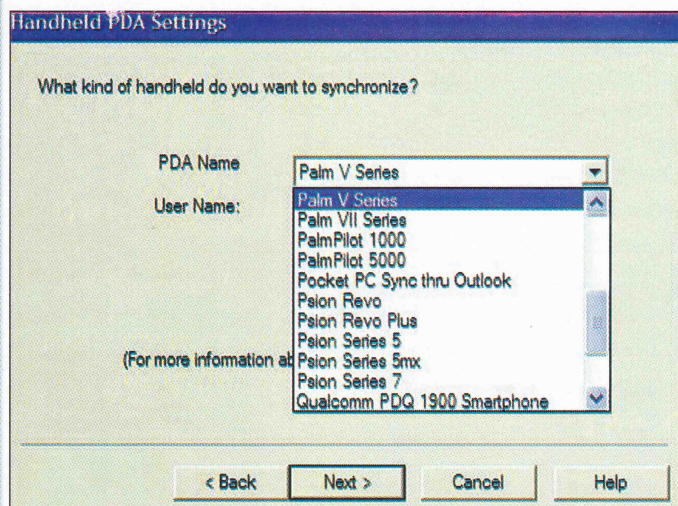 Handheld PDA Settings
What kind of handheld do you want to synchronize?
PDA Name
Palm V Series
User Name:
Palm V Series
Palm VII Series
PalmPilot 1000
PalmPilot 5000
Pocket PC Sync thru Outlook
Psion Revo
Psion Revo Plus
Psion Series 5
Psion Series 5mx
Psion Series 7
Qualcomm PDQ 1900 Smartphone
(For more information ab
< Back
Next >
Cancel
Help